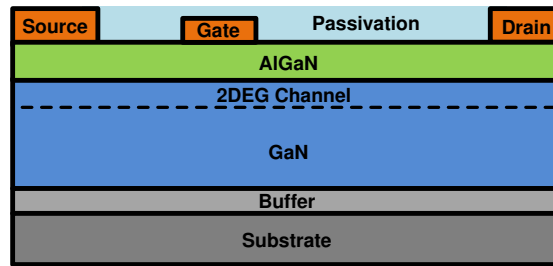 Source
Gate
Passivation
Drain
AlGaN
2DEG Channel
GaN
Buffer
Substrate